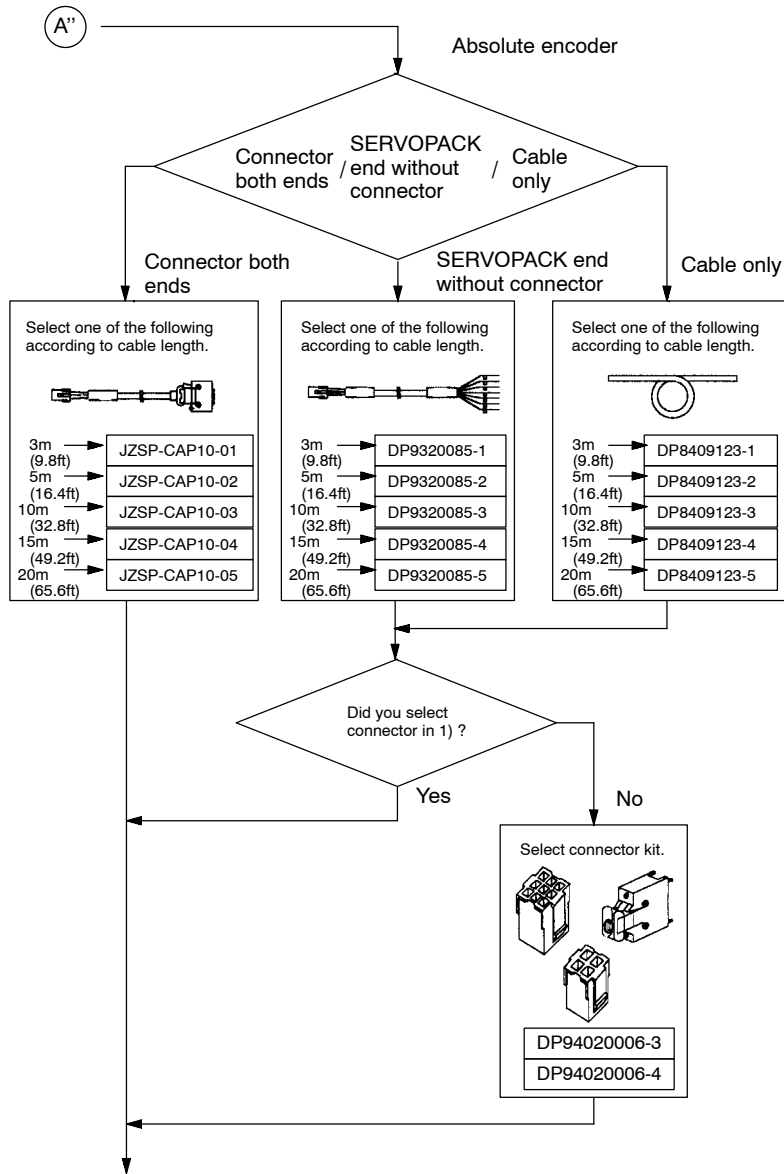 A’’
Absolute encoder
Connector
both ends
/
SERVOPACK
end without
connector
/
Cable
only
Connector both
ends
SERVOPACK end
without connector
Cable only
Select one of the following
according to cable length.
3m
(9.8ft)
JZSP-CAP10-01
5m
(16.4ft)
JZSP-CAP10-02
10m
(32.8ft)
JZSP-CAP10-03
15m
(49.2ft)
JZSP-CAP10-04
20m
(65.6ft)
JZSP-CAP10-05
Select one of the following
according to cable length.
3m
(9.8ft)
DP9320085-1
5m
(16.4ft)
DP9320085-2
10m
(32.8ft)
DP9320085-3
15m
(49.2ft)
DP9320085-4
20m
(65.6ft)
DP9320085-5
Select one of the following
according to cable length.
3m
(9.8ft)
DP8409123-1
5m
(16.4ft)
DP8409123-2
10m
(32.8ft)
DP8409123-3
15m
(49.2ft)
DP8409123-4
20m
(65.6ft)
DP8409123-5
Did you select
connector in 1) ?
Yes
No
Select connector kit.
DP94020006-3
DP94020006-4